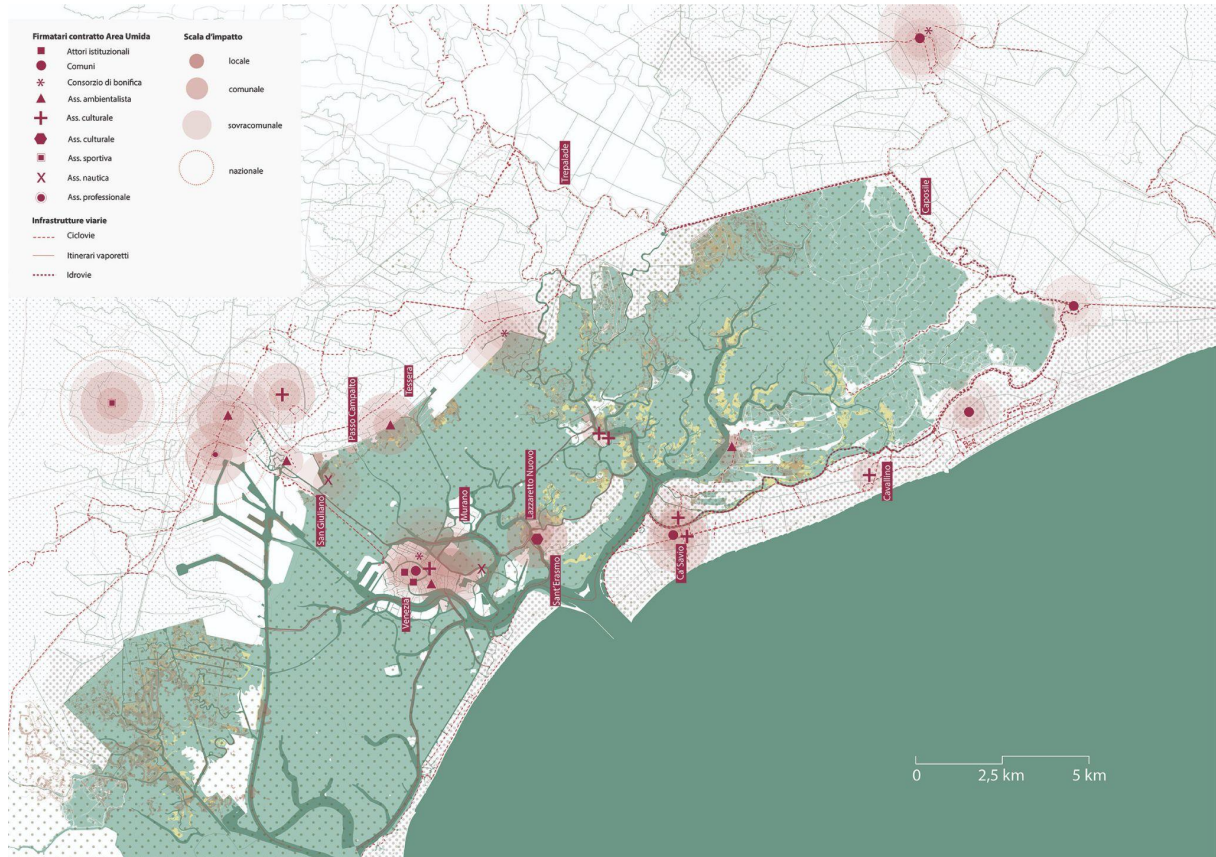 Firmatari contratto Area Umida
Attori istituzionali
Comuni
Consorzio di bonifica
Ass. ambientalista
Ass. culturale
Ass. culturale
Ass. sportiva
Ass. nautica
Ass. professionale
Infrastrutture viarie
Ciclovie
Itinerari vaporetti
Idrovie
Scala d'impatto
locale
comunale
sovracomunale
nazionale
Trepalade
Caposile
Tessera
Passo Campalto
San Giuliano
Murano
Lazzaretto Nuovo
Venezia
Sant'Erasmo
Ca' Savio
Cavallino
0 2,5 km 5 km